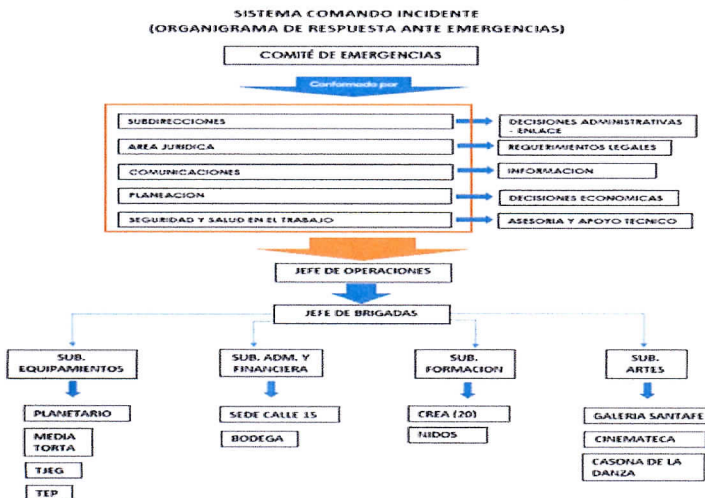 SISTEMA COMANDO INCIDENTE
(ORGANIGRAMA DE RESPUESTA ANTE EMERGENCIAS)
COMITÉ DE EMERGENCIAS
Conformado por
SUBDIRECCIONES
DECISIONES ADMINISTRATIVAS
- ENLACE
AREA JURIDICA
REQUERIMIENTOS LEGALES
COMUNICACIONES
INFORMACION
PLANEACION
DECISIONES ECONOMICAS
SEGURIDAD Y SALUD EN EL TRABAJO
ASESORIA Y APOYO TECNICO
JEFE DE OPERACIONES
JEFE DE BRIGADAS
SUB.
EQUIPAMIENTOS
SUB. ADM. Y
FINANCIERA
SUB.
FORMACION
SUB.
ARTES
PLANETARIO
MEDIA
TORTA
TJEG
TEP
SEDE CALLE 15
BODEGA
CREA (20)
NIDOS
GALERIA SANTAFE
CINEMATECA
CASONA DE LA
DANZA